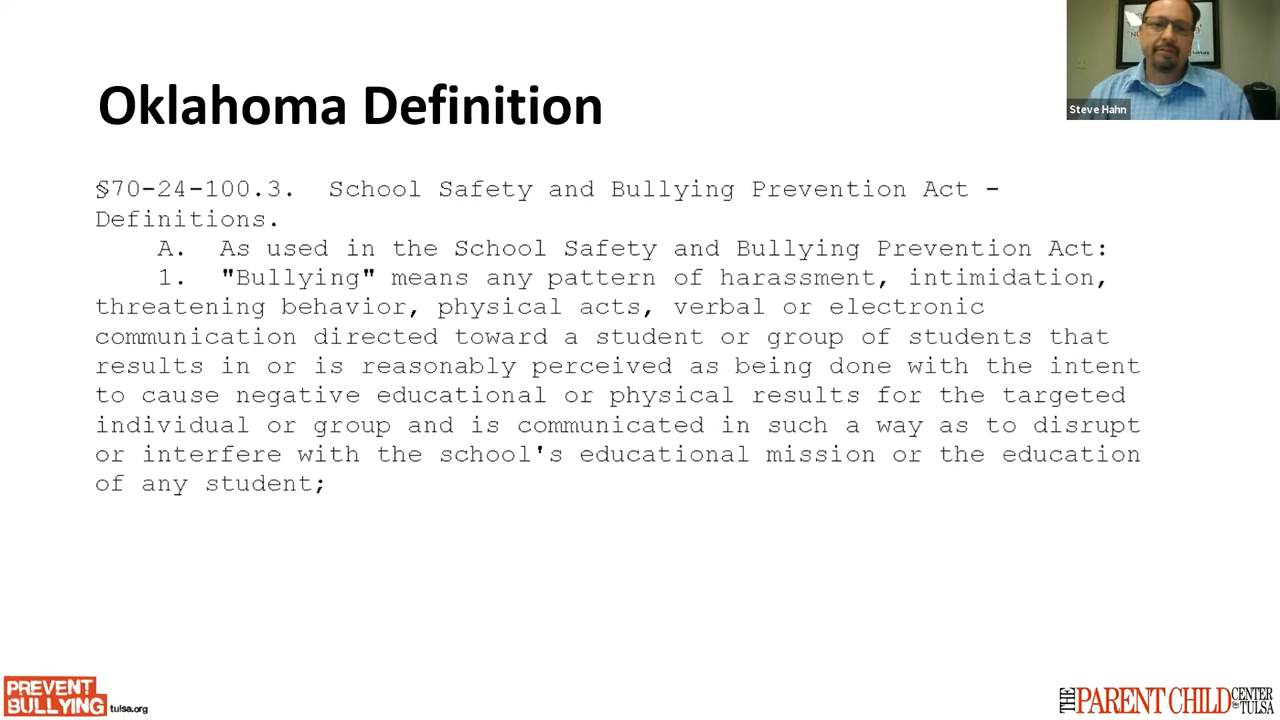 Steve Hahn
Oklahoma Definition
§70-24-100.3.  School Safety and Bullying Prevention Act -
Definitions.
A.  As used in the School Safety and Bullying Prevention Act:
1.  "Bullying" means any pattern of harassment, intimidation,
threatening behavior, physical acts, verbal or electronic
communication directed toward a student or group of students that
results in or is reasonably perceived as being done with the intent
to cause negative educational or physical results for the targeted
individual or group and is communicated in such a way as to disrupt
or interfere with the school's educational mission or the education
of any student;
PREVENT
BULLYING tulsa.org
THE PARENT CHILD CENTER of TULSA